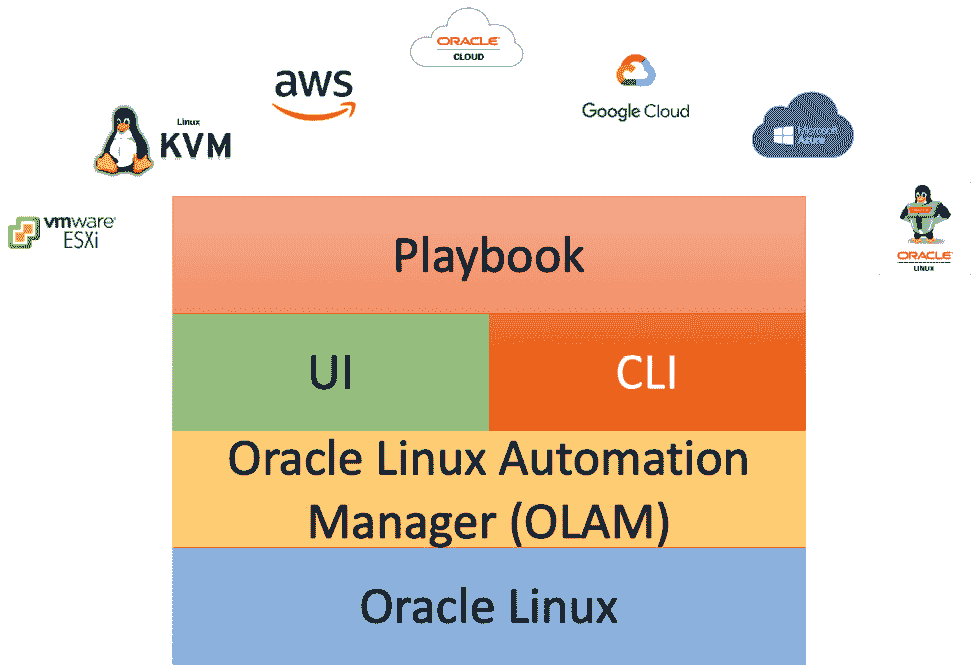 ORACLE
CLOUD
aws
Google Cloud
Linux
KVM
Microsoft
Azure
vmware
ESXi
ORACLE
LINUX
Playbook
UI
CLI
Oracle Linux Automation
Manager (OLAM)
Oracle Linux